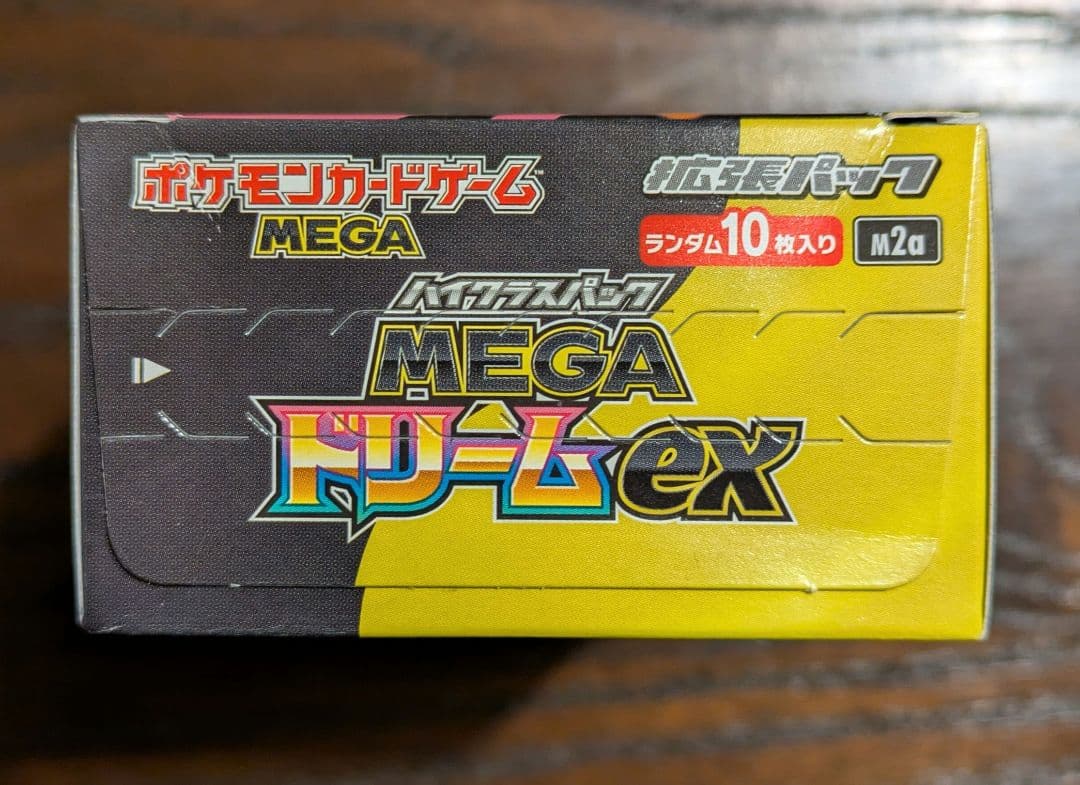 ポケモンカードゲーム™
MEGA
拡張パック
ランダム10枚入り
M2a
ハイクラスパック
MEGA
ドリームex